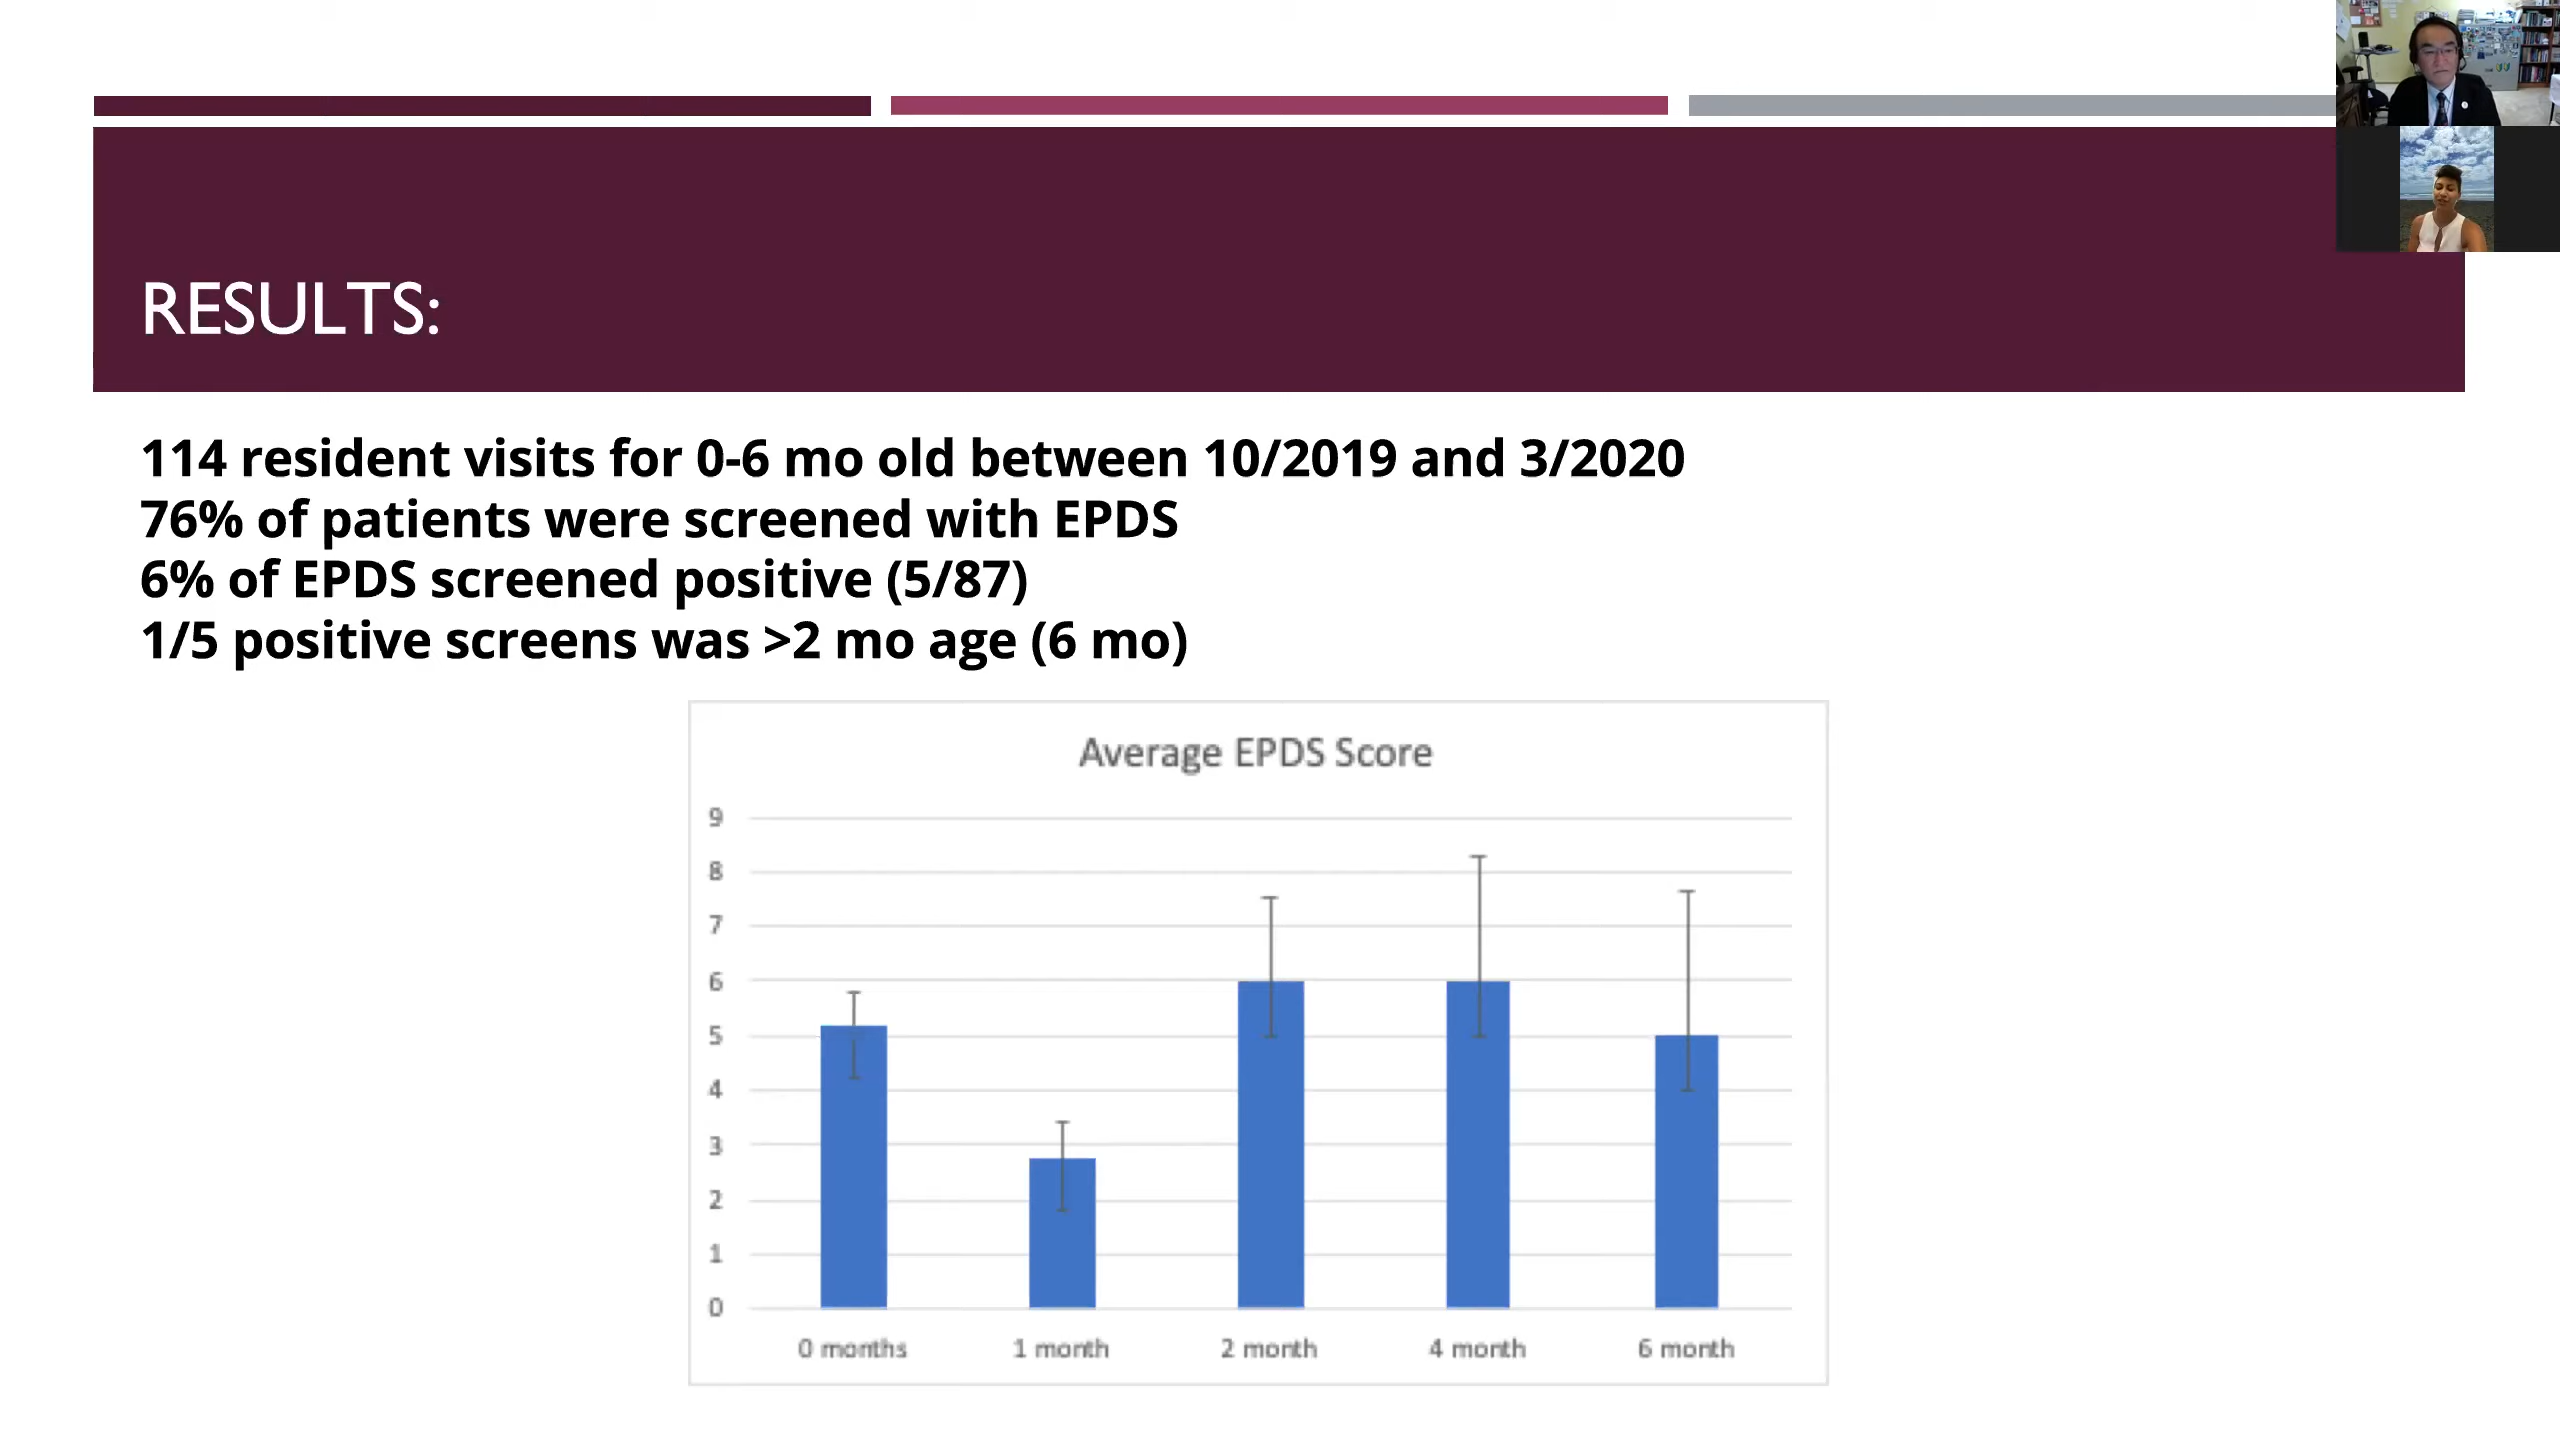 RESULTS:
114 resident visits for 0-6 mo old between 10/2019 and 3/2020
76% of patients were screened with EPDS
6% of EPDS screened positive (5/87)
1/5 positive screens was >2 mo age (6 mo)
Average EPDS Score
9
8
7
6
5
4
3
2
1
0
0 months 1 month 2 month 4 month 6 month